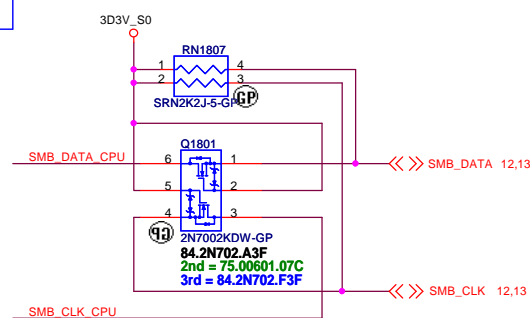 3D3V_S0
RN1807
1 4
2 3
SRN2K2J-5-GP
GP
Q1801
SMB_DATA_CPU 6 1 SMB_DATA 12,13
5 2
4 3
GP
2N7002KDW-GP
84.2N702.A3F
2nd = 75.00601.07C
3rd = 84.2N702.F3F
SMB_CLK 12,13
SMB_CLK_CPU